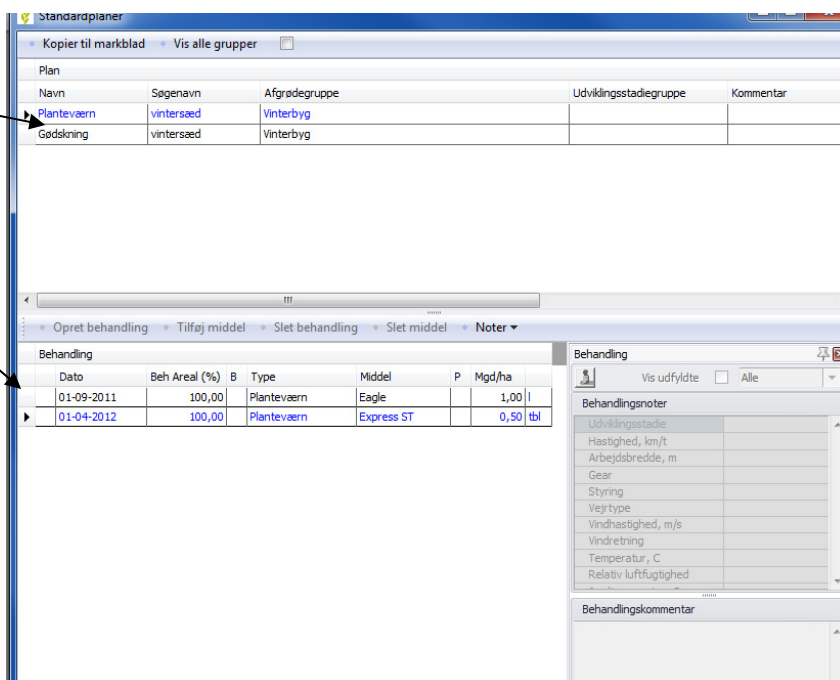 Standardplaner
Kopier til markblad Vis alle grupper
Plan
Navn Søgenavn Afgrødegruppe Udviklingsstadiegruppe Kommentar
Planteværn vintersæd Vinterbyg
Gødskning vintersæd Vinterbyg
Opret behandling Tilføj middel Slet behandling Slet middel Noter
Behandling
Dato Beh Areal (%) B Type Middel P Mgd/ha
01-09-2011 100,00 Planteværn Eagle 1,00 l
01-04-2012 100,00 Planteværn Express ST 0,50 tbl
Behandling
Vis udfyldte Alle
Behandlingsnoter
Udviklingsstadie
Hastighed, km/t
Arbejdsbredde, m
Gear
Styring
Vejrtype
Vindhastighed, m/s
Vindretning
Temperatur, C
Relativ luftfugtighed
Behandlingskommentar